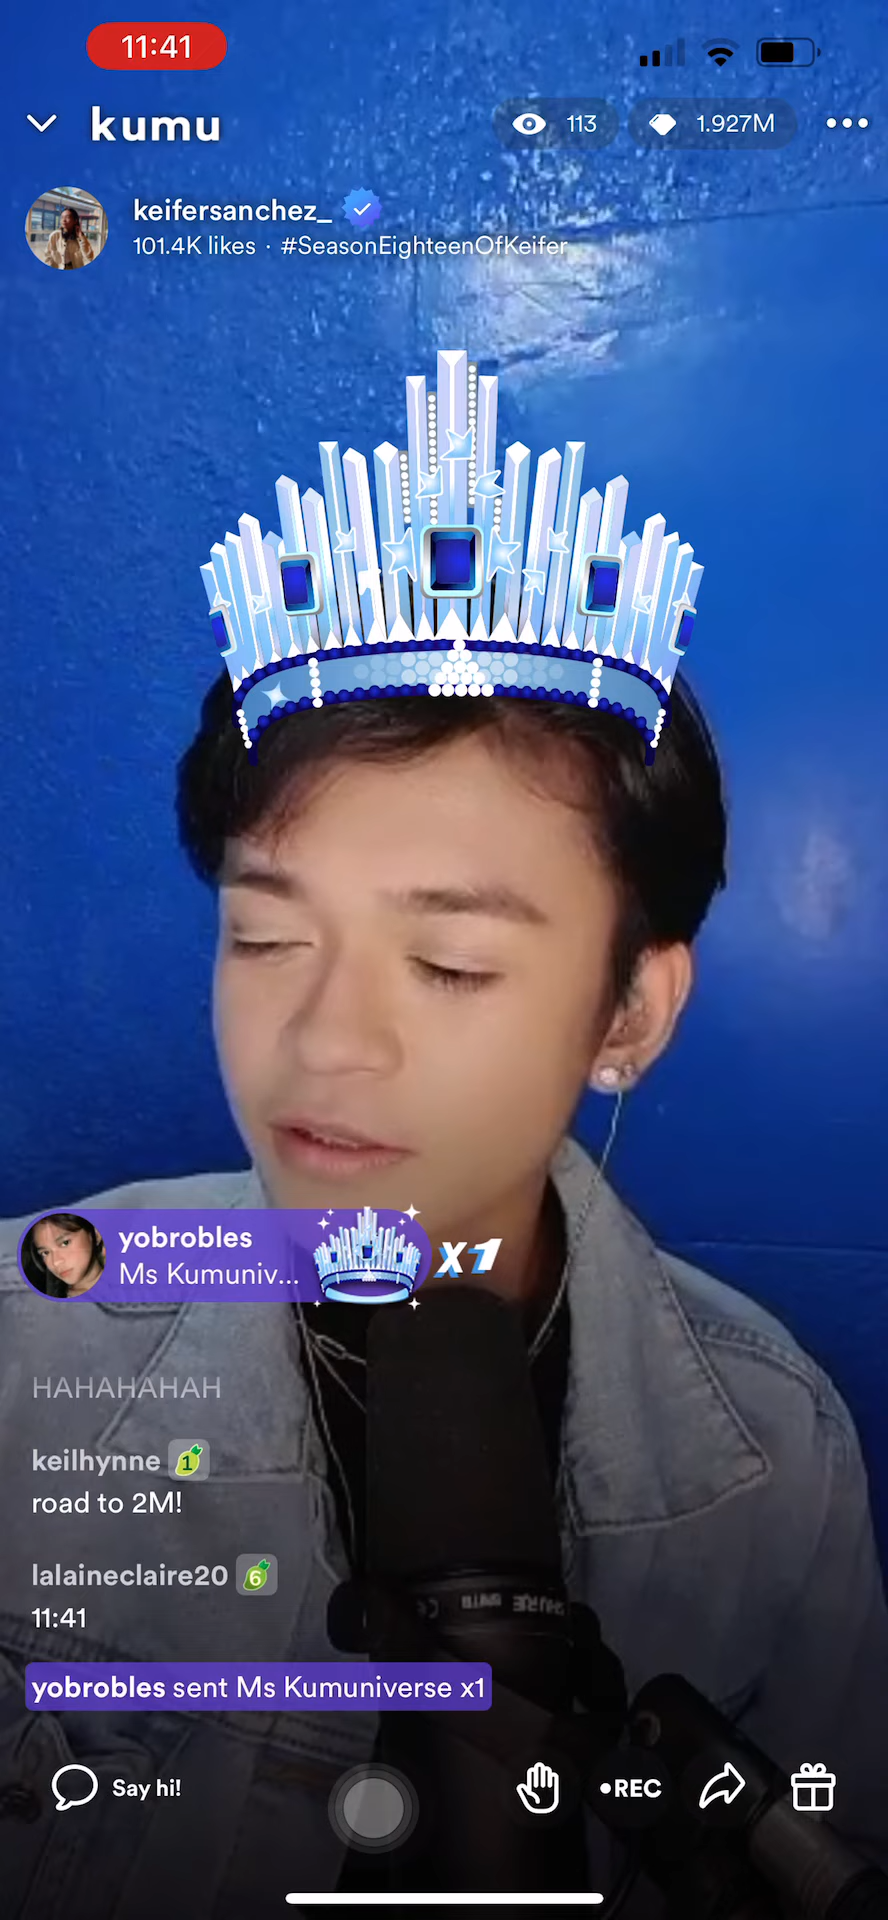 11:41
kumu
113
1.927M
keifersanchez_
101.4K likes · #SeasonEighteenOfKeifer
yobrobles
Ms Kumuniv...
x1
HAHAHAHAH
keilhynne 1
road to 2M!
lalaineclaire20 6
11:41
yobrobles sent Ms Kumuniverse x1
Say hi!
•REC